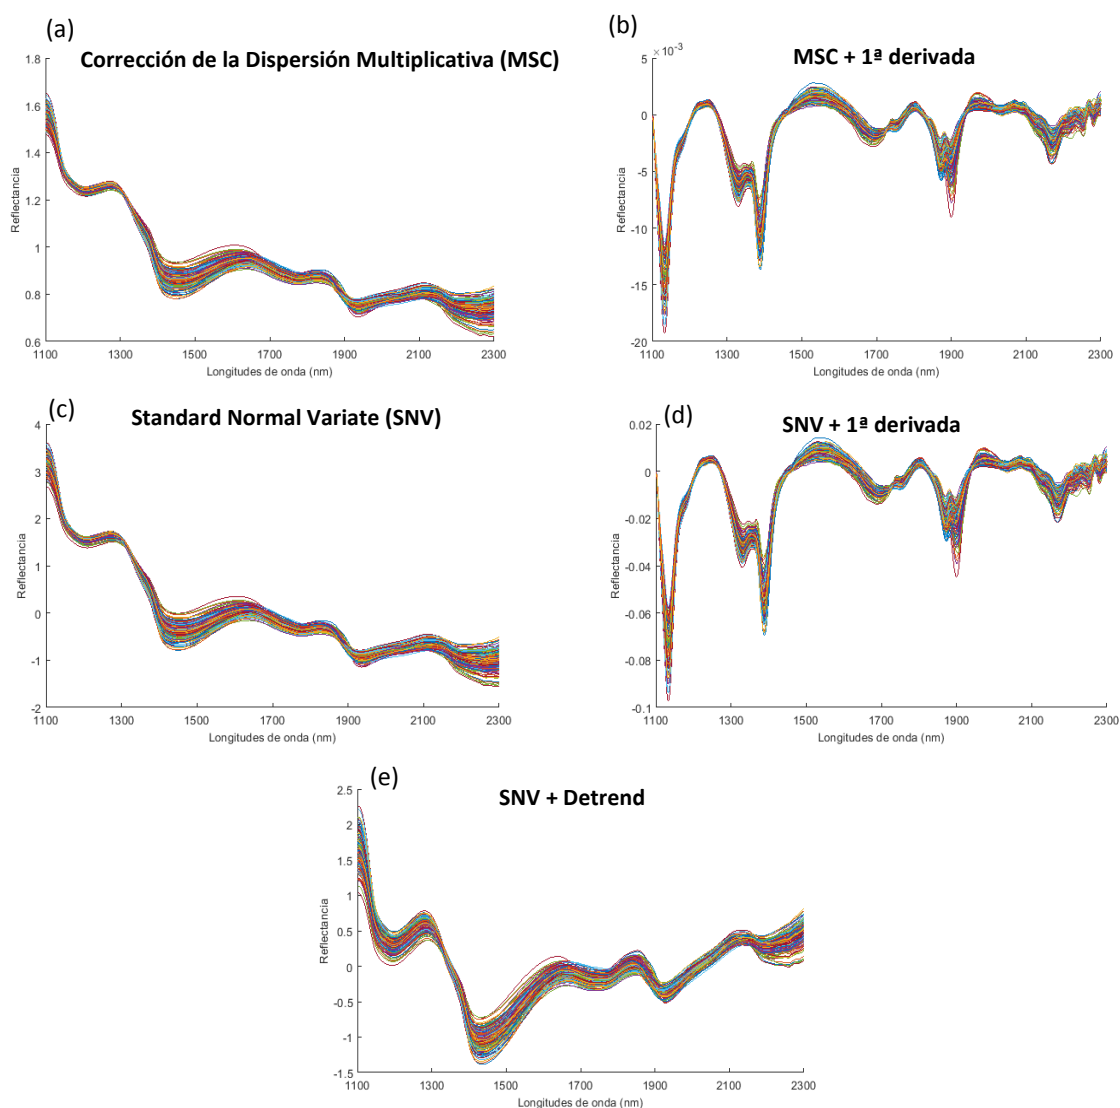 (a)
Corrección de la Dispersión Multiplicativa (MSC)
1.8
1.6
1.4
1.2
1
0.8
0.6
Reflectancia
1100 1300 1500 1700 1900 2100 2300
Longitudes de onda (nm)
(b)
MSC + 1ª derivada
× 10⁻³
5
0
-5
-10
-15
-20
Reflectancia
1100 1300 1500 1700 1900 2100 2300
Longitudes de onda (nm)
(c)
Standard Normal Variate (SNV)
4
3
2
1
0
-1
-2
Reflectancia
1100 1300 1500 1700 1900 2100 2300
Longitudes de onda (nm)
(d)
SNV + 1ª derivada
0.02
0
-0.02
-0.04
-0.06
-0.08
-0.1
Reflectancia
1100 1300 1500 1700 1900 2100 2300
Longitudes de onda (nm)
(e)
SNV + Detrend
2.5
2
1.5
1
0.5
0
-0.5
-1
-1.5
Reflectancia
1100 1300 1500 1700 1900 2100 2300
Longitudes de onda (nm)